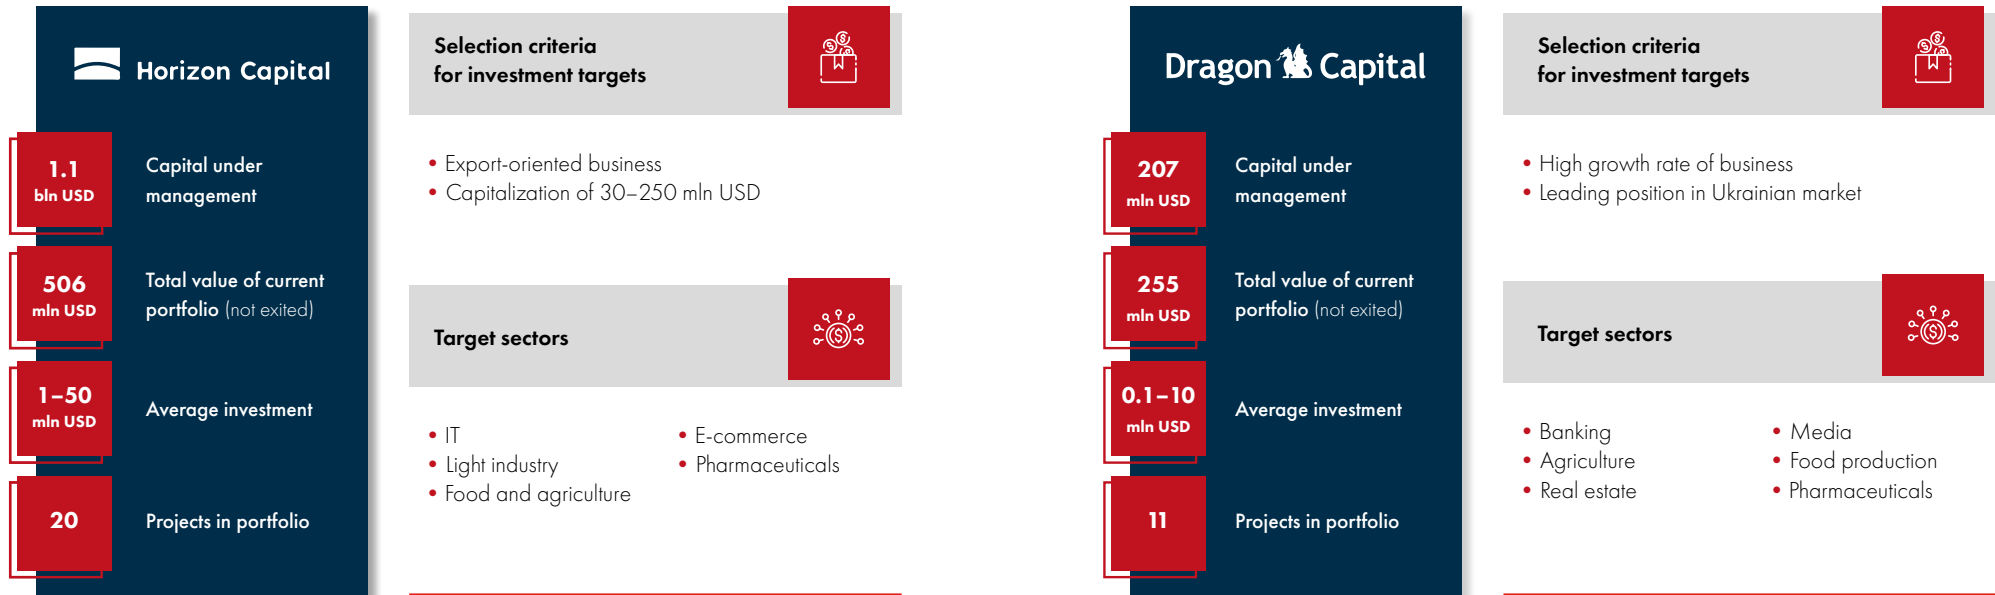 Horizon Capital
1.1
bln USD
Capital under
management
506
mln USD
Total value of current
portfolio (not exited)
1–50
mln USD
Average investment
20
Projects in portfolio
Selection criteria
for investment targets
• Export-oriented business
• Capitalization of 30–250 mln USD
Target sectors
• IT
• Light industry
• Food and agriculture
• E-commerce
• Pharmaceuticals
Dragon Capital
207
mln USD
Capital under
management
255
mln USD
Total value of current
portfolio (not exited)
0.1–10
mln USD
Average investment
11
Projects in portfolio
Selection criteria
for investment targets
• High growth rate of business
• Leading position in Ukrainian market
Target sectors
• Banking
• Agriculture
• Real estate
• Media
• Food production
• Pharmaceuticals